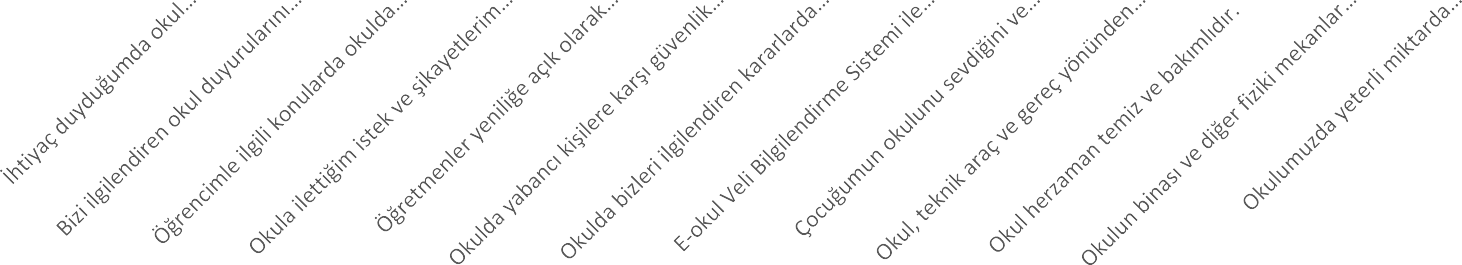 İhtiyaç duyduğumda okul...
Bizi ilgilendiren okul duyurularını...
Öğrencimle ilgili konularda okulda...
Okula ilettiğim istek ve şikayetlerim...
Öğretmenler yeniliğe açık olarak...
Okulda yabancı kişilere karşı güvenlik...
Okulda bizleri ilgilendiren kararlarda...
E-okul Veli Bilgilendirme Sistemi ile...
Çocuğumun okulunu sevdiğini ve...
Okul, teknik araç ve gereç yönünden...
Okul herzaman temiz ve bakımlıdır.
Okulun binası ve diğer fiziki mekanlar...
Okulumuzda yeterli miktarda...